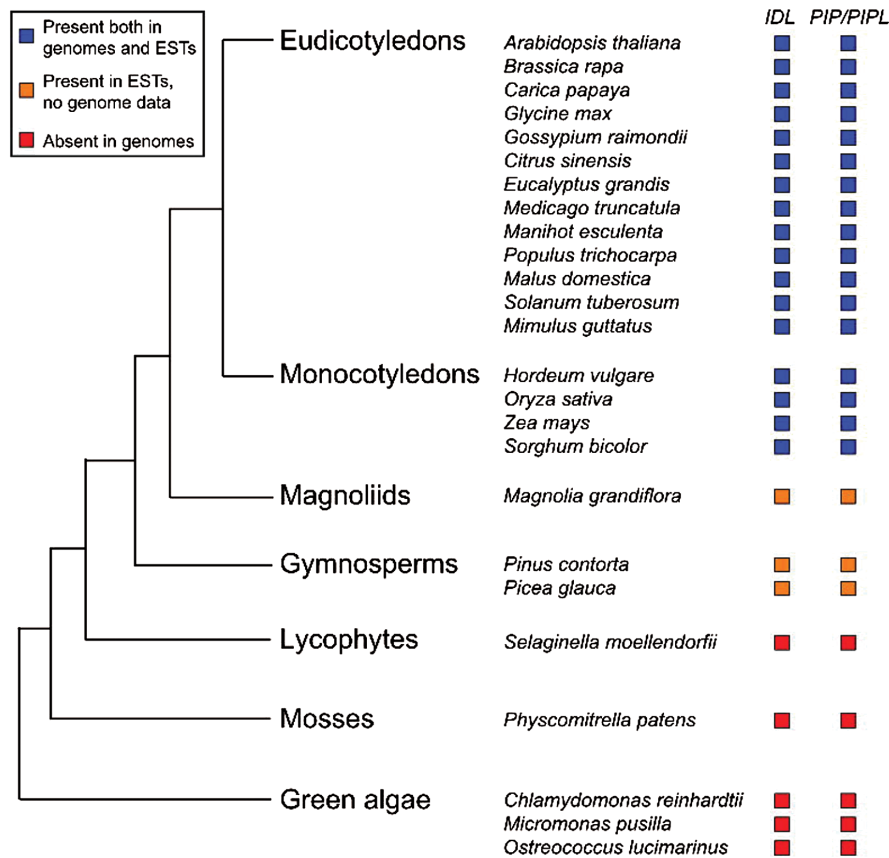 Present both in
genomes and ESTs
Present in ESTs,
no genome data
Absent in genomes
IDL PIP/PIPL
Eudicotyledons
Arabidopsis thaliana
Brassica rapa
Carica papaya
Glycine max
Gossypium raimondii
Citrus sinensis
Eucalyptus grandis
Medicago truncatula
Manihot esculenta
Populus trichocarpa
Malus domestica
Solanum tuberosum
Mimulus guttatus
Monocotyledons
Hordeum vulgare
Oryza sativa
Zea mays
Sorghum bicolor
Magnoliids
Magnolia grandiflora
Gymnosperms
Pinus contorta
Picea glauca
Lycophytes
Selaginella moellendorfii
Mosses
Physcomitrella patens
Green algae
Chlamydomonas reinhardtii
Micromonas pusilla
Ostreococcus lucimarinus